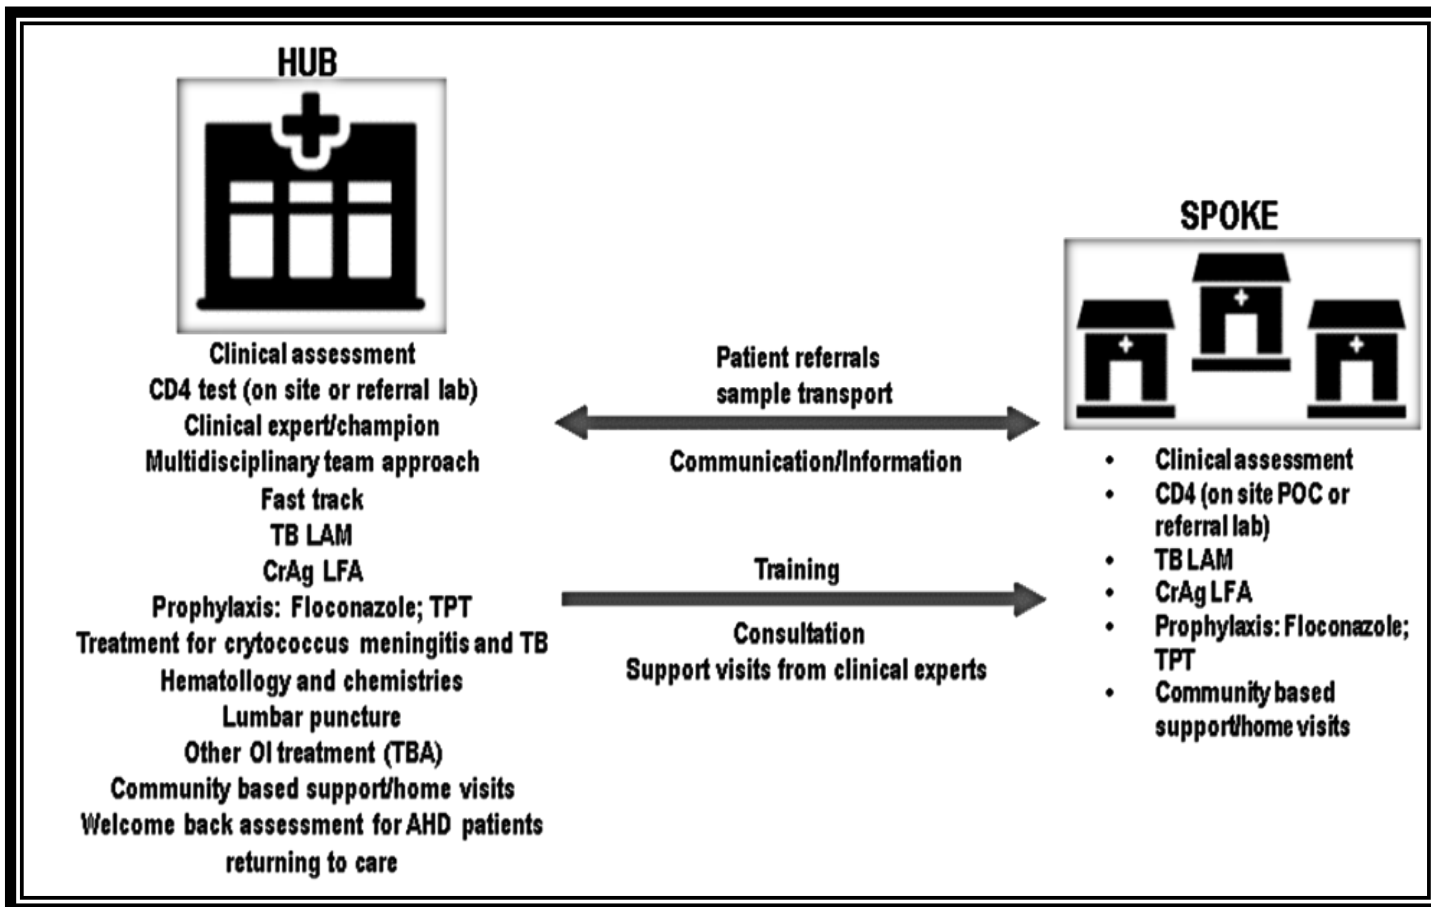 HUB
Clinical assessment
CD4 test (on site or referral lab)
Clinical expert/champion
Multidisciplinary team approach
Fast track
TB LAM
CrAg LFA
Prophylaxis: Floconazole; TPT
Treatment for crytococcus meningitis and TB
Hematollogy and chemistries
Lumbar puncture
Other OI treatment (TBA)
Community based support/home visits
Welcome back assessment for AHD patients
returning to care
Patient referrals
sample transport
Communication/Information
Training
Consultation
Support visits from clinical experts
SPOKE
• Clinical assessment
• CD4 (on site POC or
referral lab)
• TB LAM
• CrAg LFA
• Prophylaxis: Floconazole;
TPT
• Community based
support/home visits